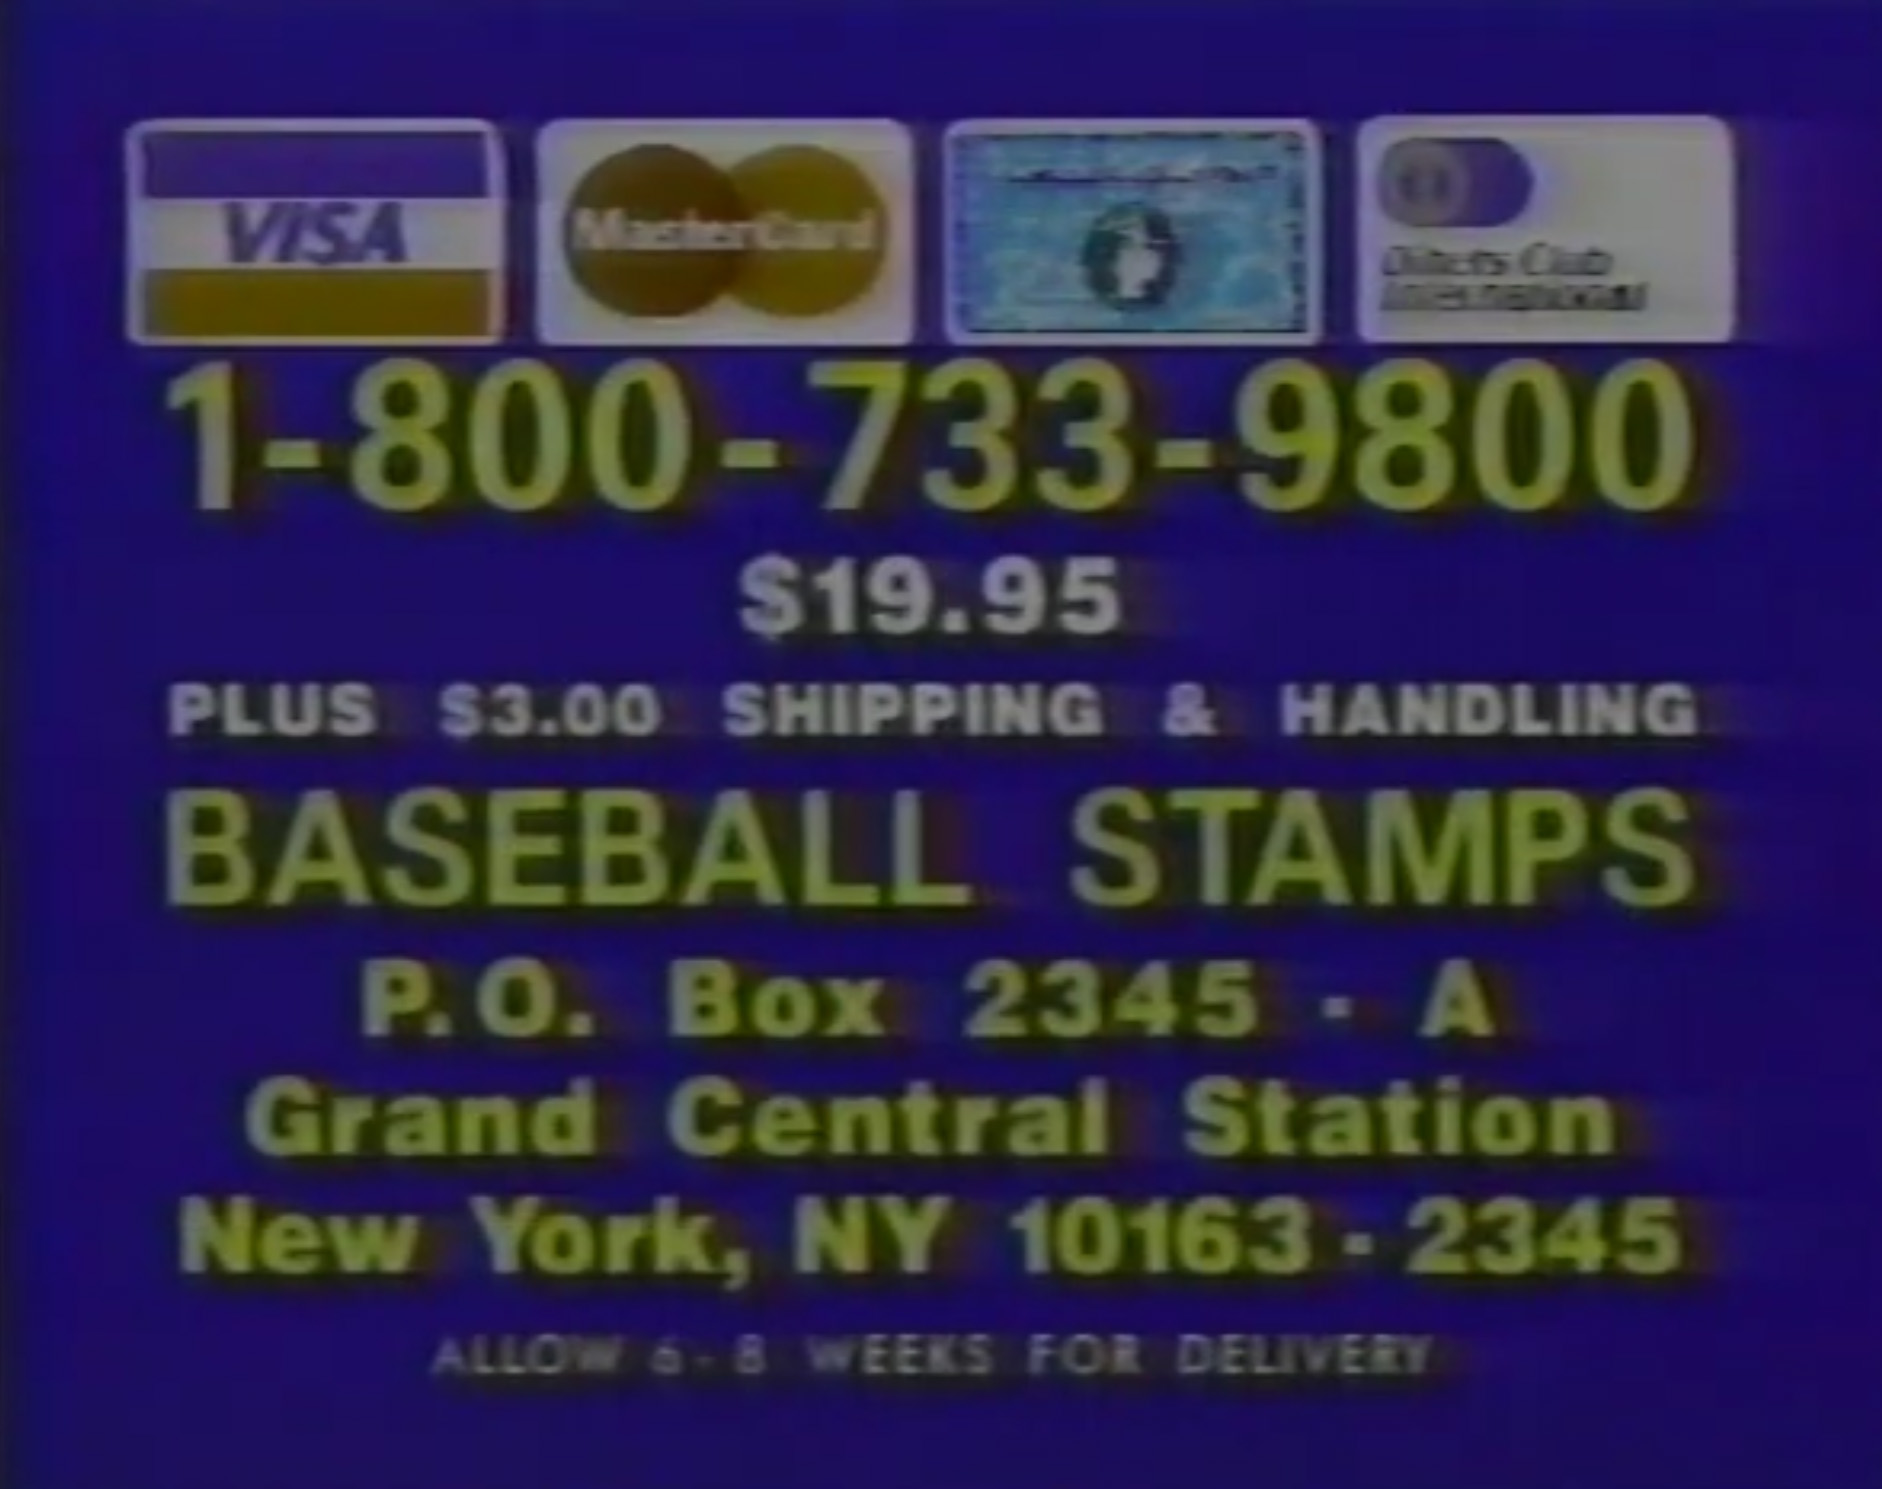 VISA
MasterCard
Diners Club
International
1-800-733-9800
$19.95
PLUS $3.00 SHIPPING & HANDLING
BASEBALL STAMPS
P.O. Box 2345 - A
Grand Central Station
New York, NY 10163 - 2345
ALLOW 6-8 WEEKS FOR DELIVERY